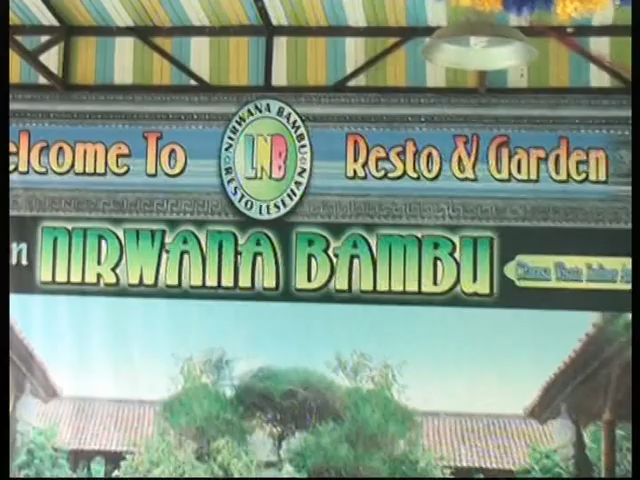 elcome To
NIRWANA BAMBU
LNB
RESTO LESEHAN
Resto & Garden
n NIRWANA BAMBU